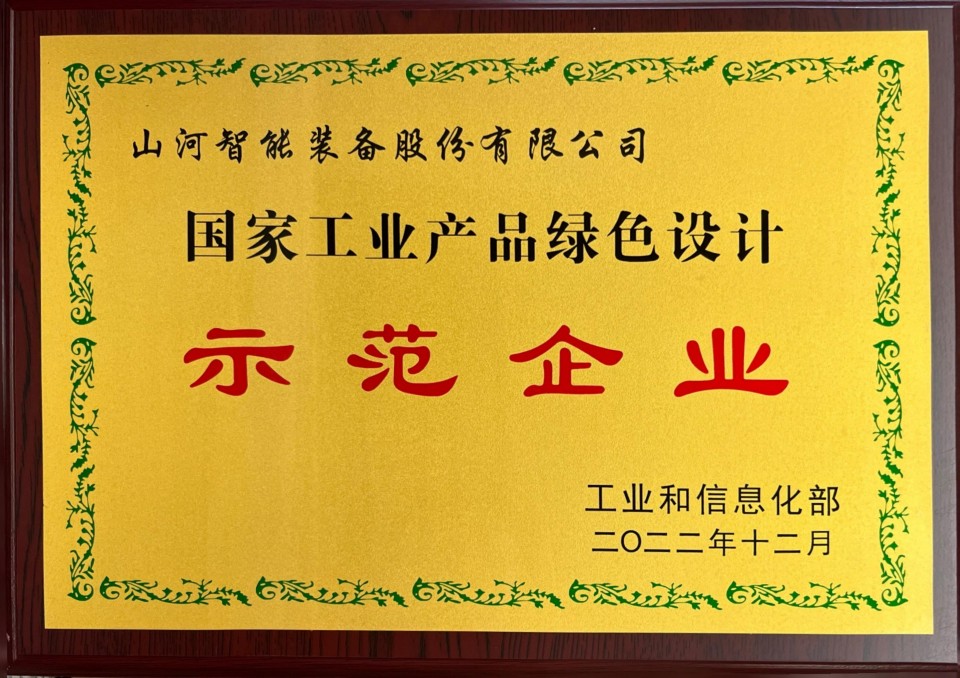 山河智能装备股份有限公司
国家工业产品绿色设计
示范企业
工业和信息化部
二〇二二年十二月